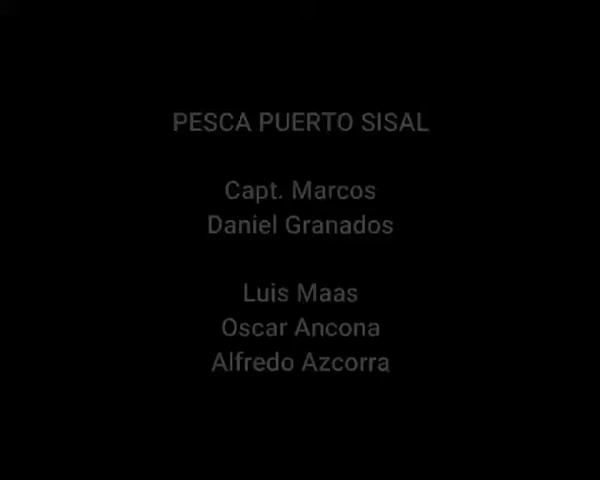 PESCA PUERTO SISAL
Capt. Marcos
Daniel Granados
Luis Maas
Oscar Ancona
Alfredo Azcorra